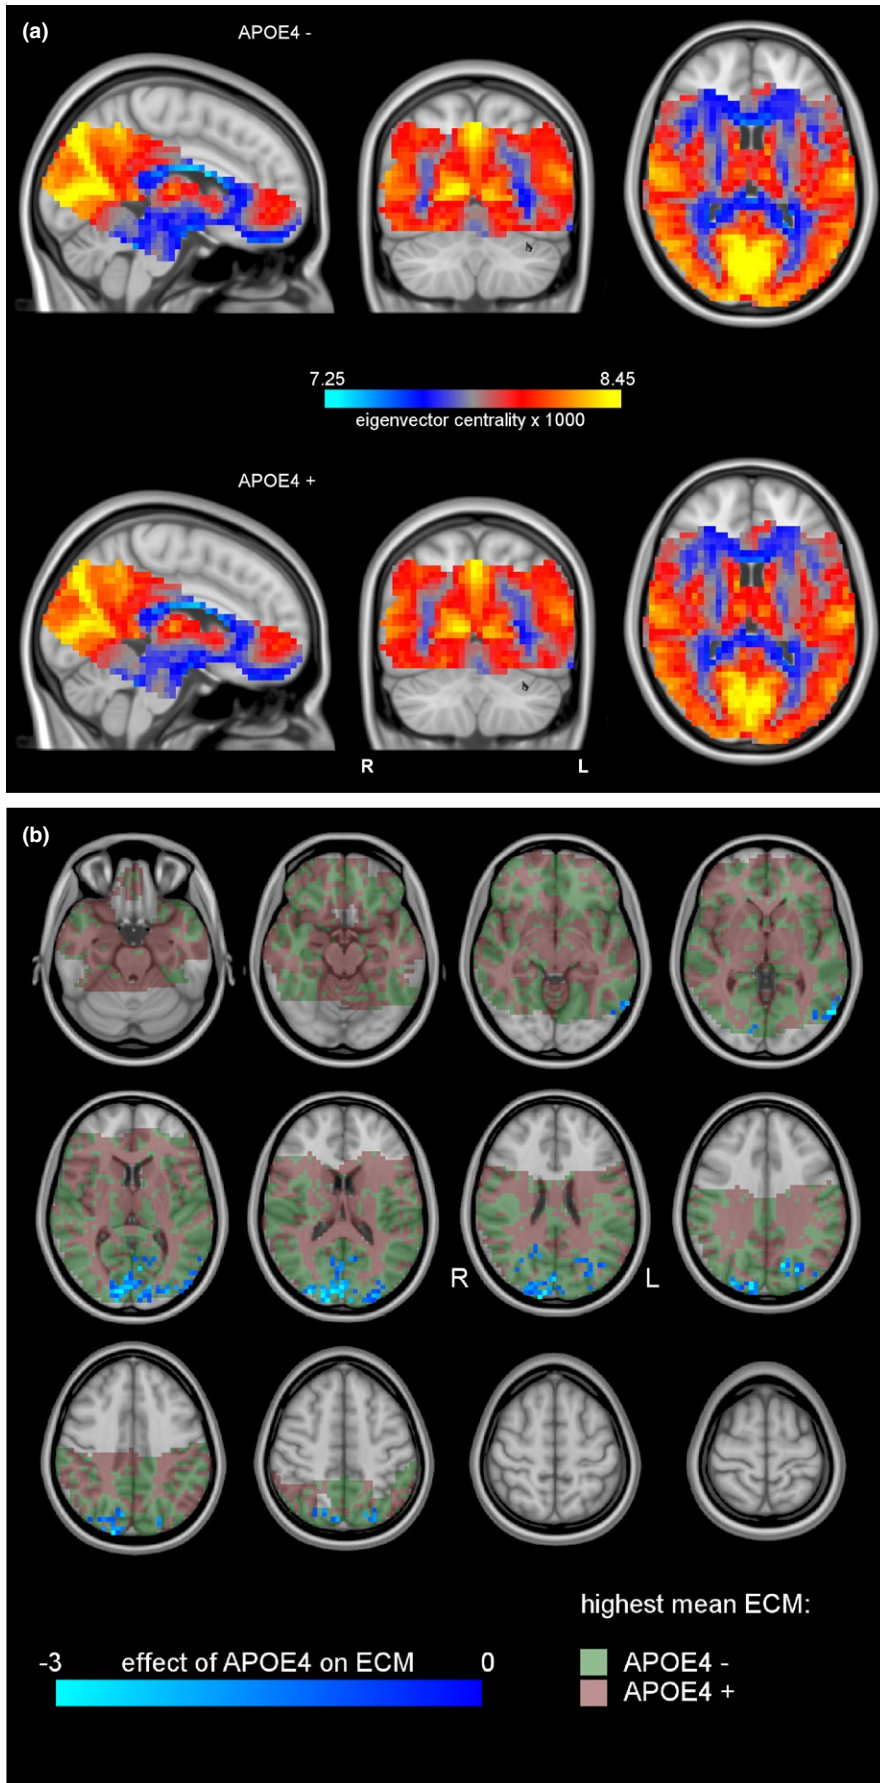 (a)
APOE4 -
7.25 8.45
eigenvector centrality x 1000
APOE4 +
R L
(b)
R L
highest mean ECM:
-3 effect of APOE4 on ECM 0
APOE4 -
APOE4 +